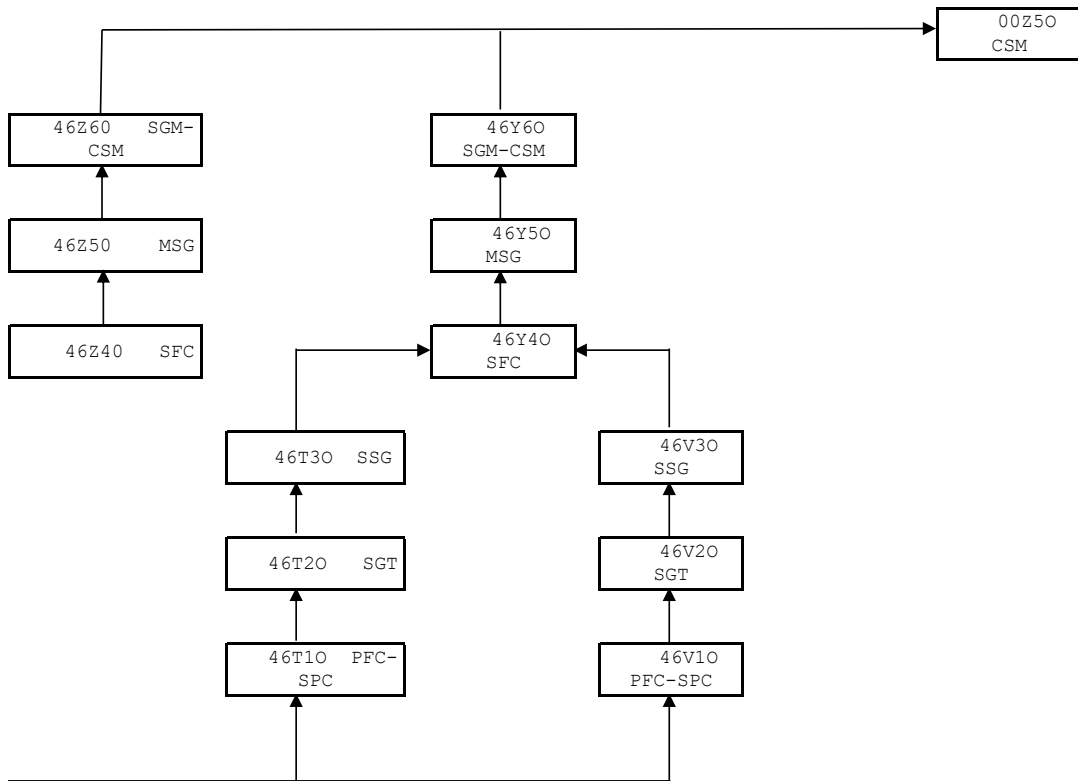 00Z5O
CSM
46Z60 SGM-
CSM
46Y6O
SGM-CSM
46Z50 MSG
46Y5O
MSG
46Z40 SFC
46Y4O
SFC
46T3O SSG
46V3O
SSG
46T2O SGT
46V2O
SGT
46T1O PFC-
SPC
46V1O
PFC-SPC